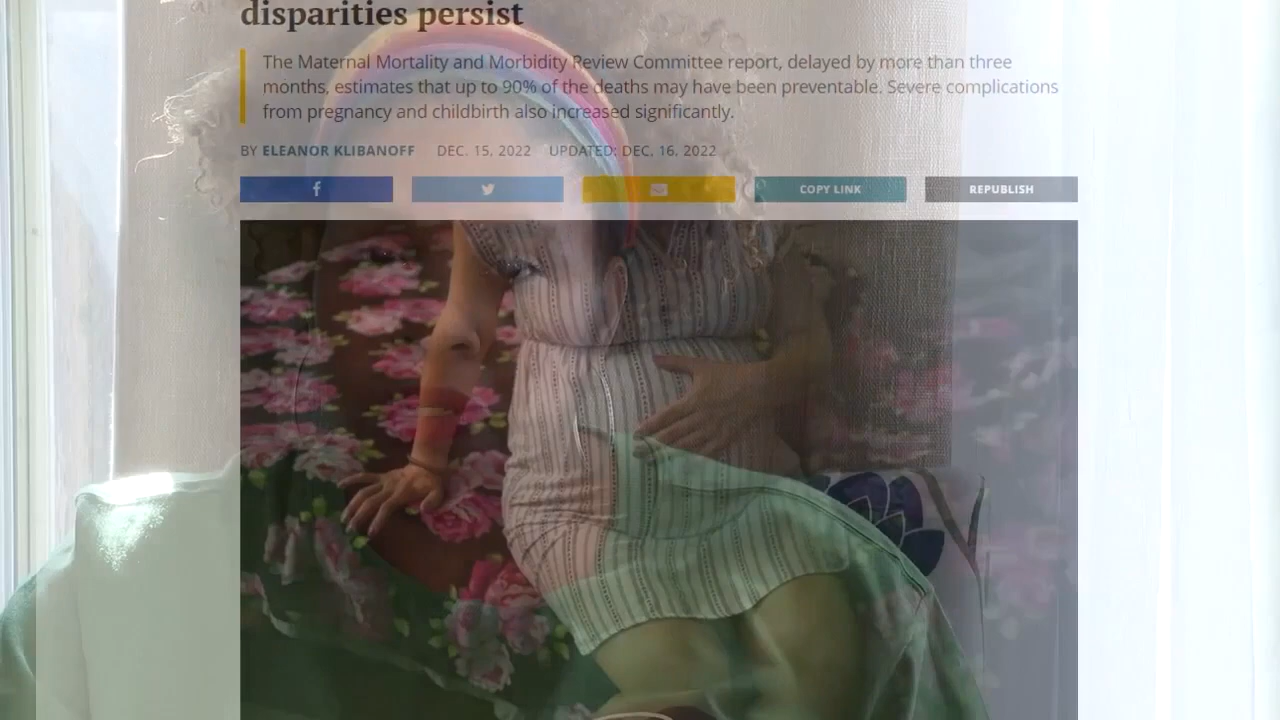 disparities persist
The Maternal Mortality and Morbidity Review Committee report, delayed by more than three
months, estimates that up to 90% of the deaths may have been preventable. Severe complications
from pregnancy and childbirth also increased significantly.
BY ELEANOR KLIBANOFF DEC. 15, 2022 UPDATED: DEC. 16, 2022
COPY LINK REPUBLISH